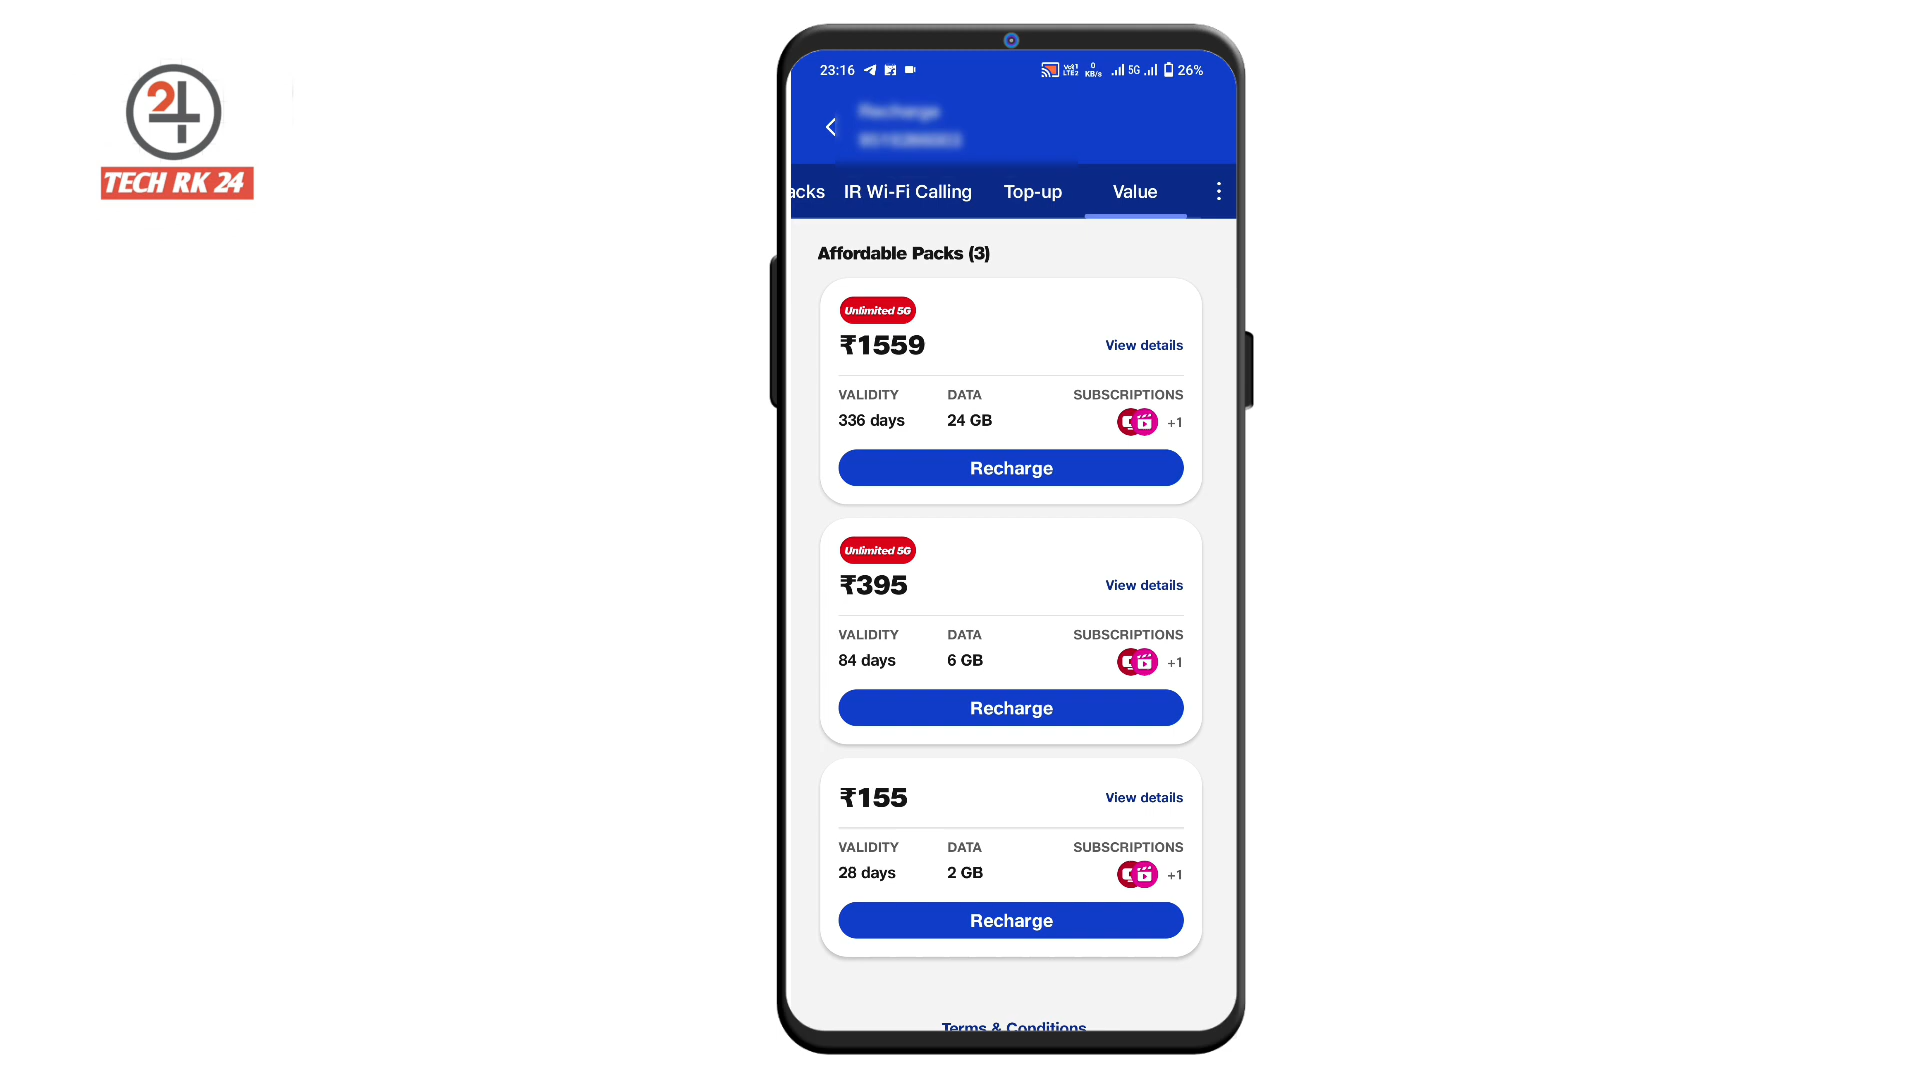 24
TECH RK 24
23:16
5G
26%
Recharge
acks IR Wi-Fi Calling Top-up Value
Affordable Packs (3)
Unlimited 5G
₹1559 View details
VALIDITY DATA SUBSCRIPTIONS
336 days 24 GB +1
Recharge
Unlimited 5G
₹395 View details
VALIDITY DATA SUBSCRIPTIONS
84 days 6 GB +1
Recharge
₹155 View details
VALIDITY DATA SUBSCRIPTIONS
28 days 2 GB +1
Recharge
Terms & Conditions